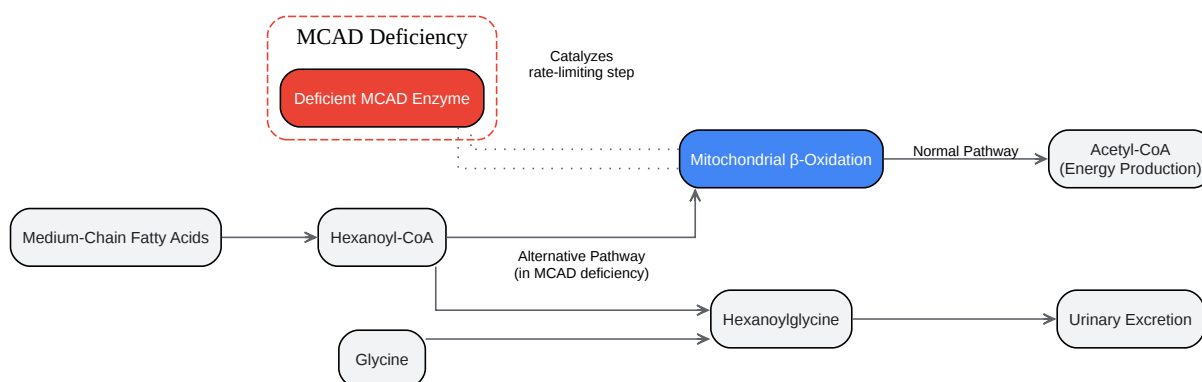 MCAD Deficiency
Catalyzes
rate-limiting step
Deficient MCAD Enzyme
Mitochondrial β-Oxidation
Normal Pathway
Acetyl-CoA
(Energy Production)
Medium-Chain Fatty Acids
Hexanoyl-CoA
Alternative Pathway
(in MCAD deficiency)
Hexanoylglycine
Urinary Excretion
Glycine